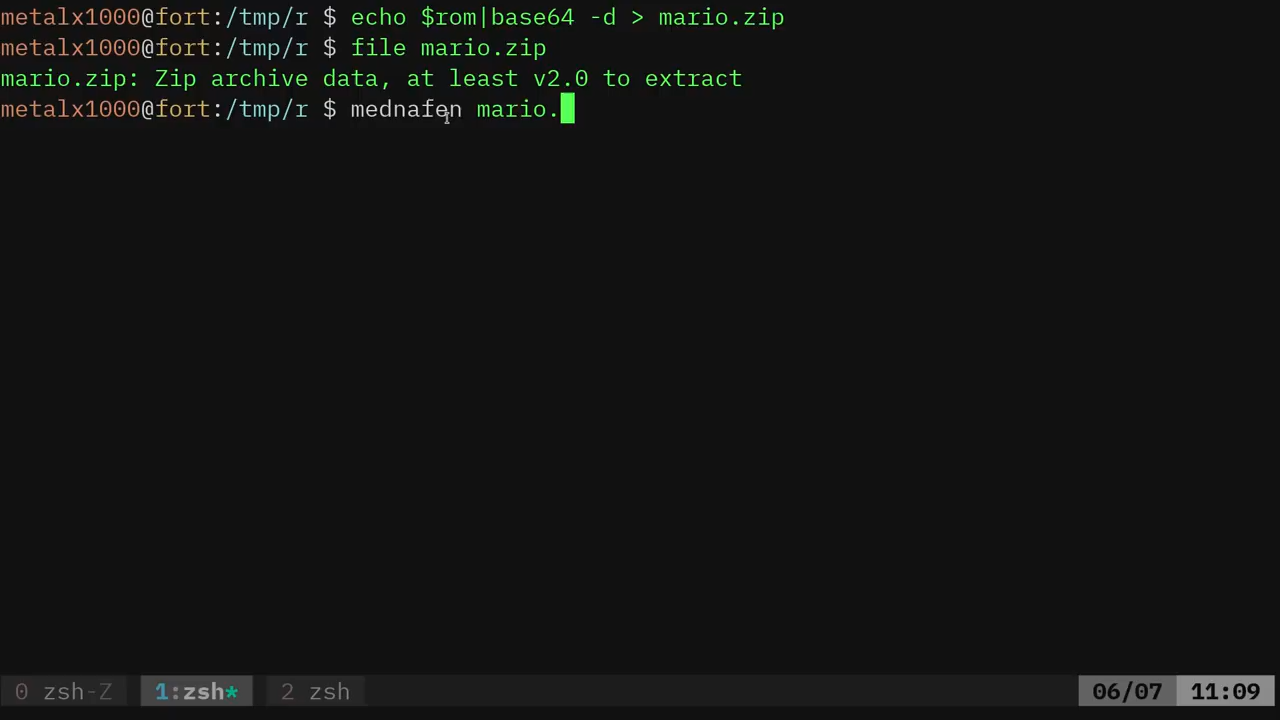 metalx1000@fort:/tmp/r $ echo $rom|base64 -d > mario.zip
metalx1000@fort:/tmp/r $ file mario.zip
mario.zip: Zip archive data, at least v2.0 to extract
metalx1000@fort:/tmp/r $ mednafen mario.
0 zsh-Z 1:zsh* 2 zsh 06/07 11:09